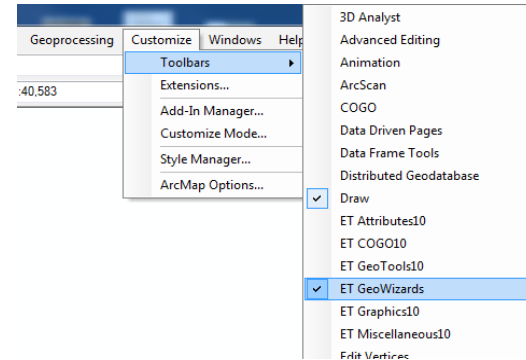 Geoprocessing Customize Windows Help
:40,583
Toolbars
Extensions...
Add-In Manager...
Customize Mode...
Style Manager...
ArcMap Options...
3D Analyst
Advanced Editing
Animation
ArcScan
COGO
Data Driven Pages
Data Frame Tools
Distributed Geodatabase
Draw
ET Attributes10
ET COGO10
ET GeoTools10
ET GeoWizards
ET Graphics10
ET Miscellaneous10
Edit Vertices